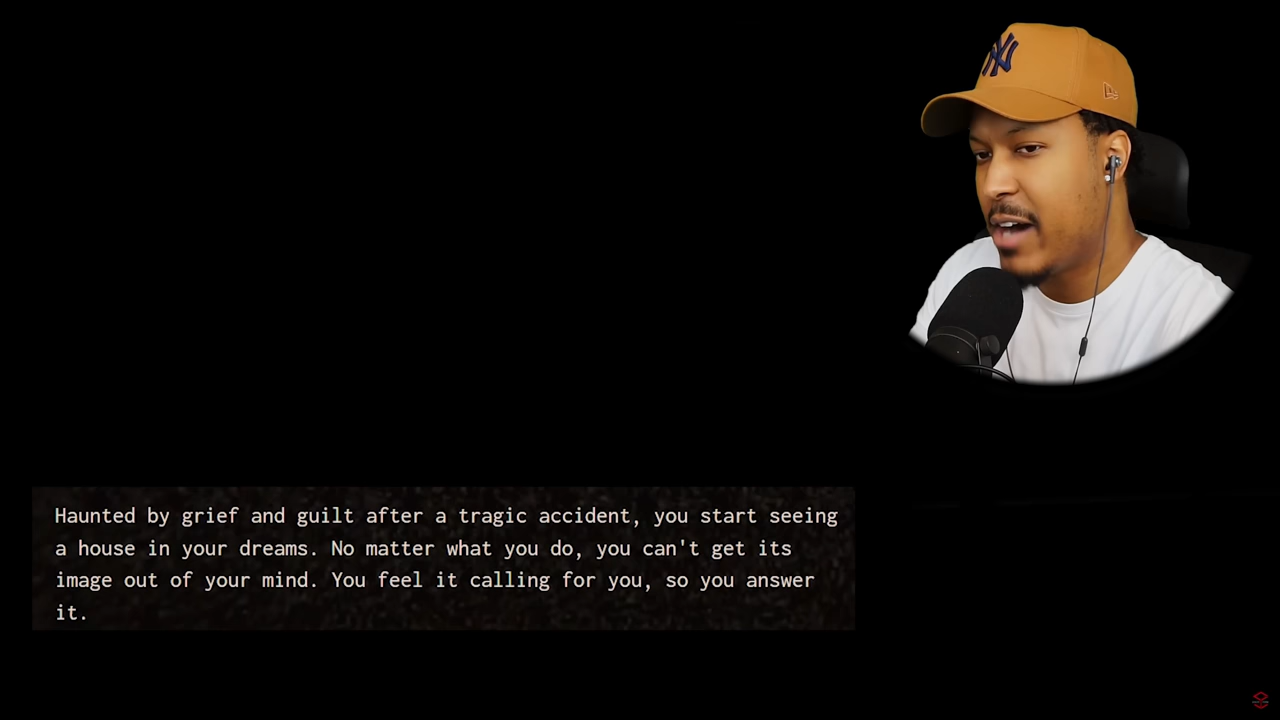 NY
Haunted by grief and guilt after a tragic accident, you start seeing
a house in your dreams. No matter what you do, you can't get its
image out of your mind. You feel it calling for you, so you answer
it.